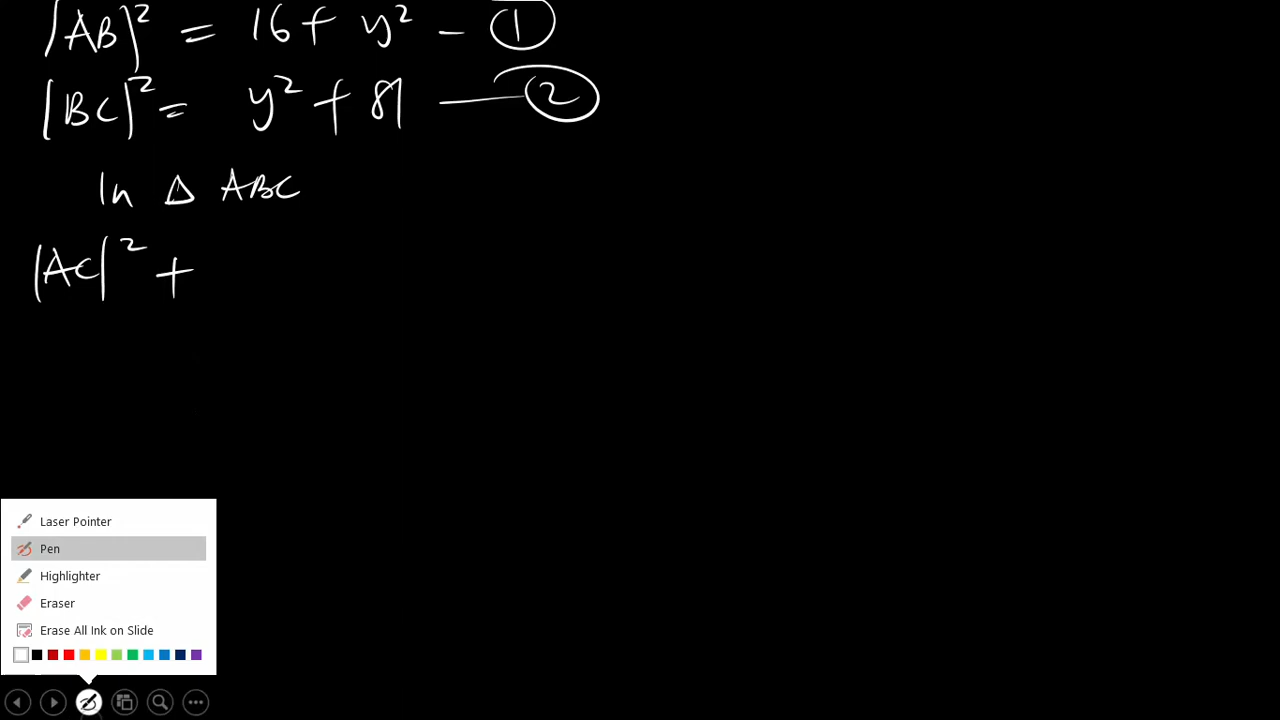 |AB|² = 16 + y² - ①
|BC|² = y² + 81 — ②
In Δ ABC
|AC|² +
Laser Pointer
Pen
Highlighter
Eraser
Erase All Ink on Slide